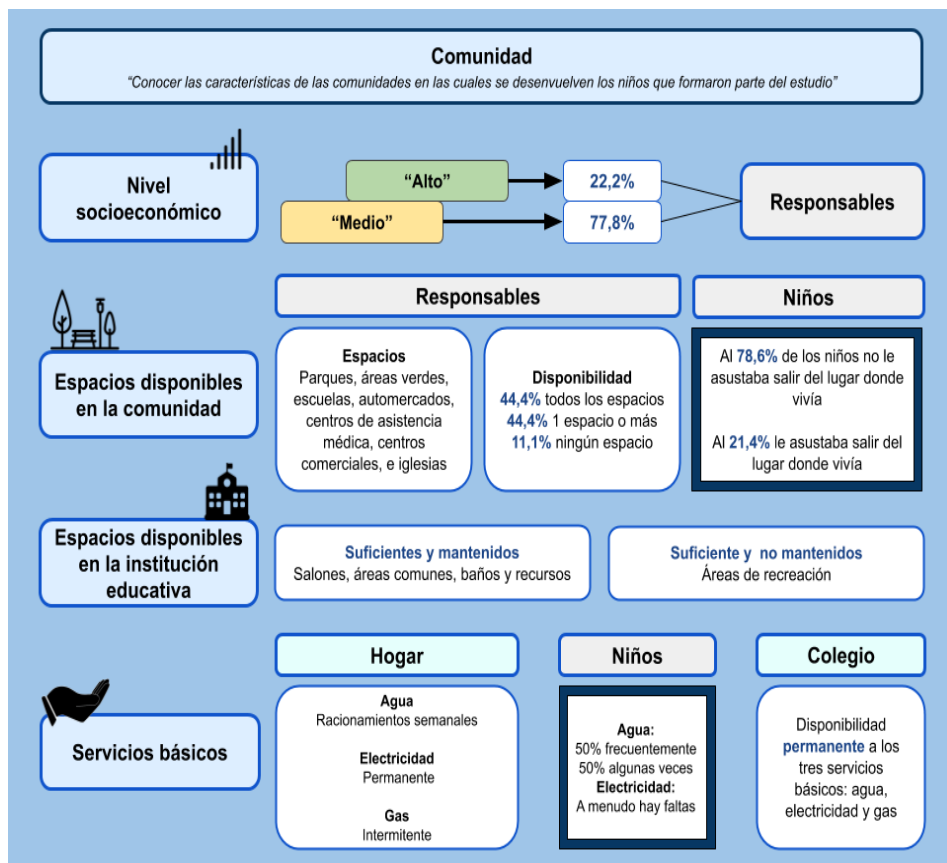 Comunidad
“Conocer las características de las comunidades en las cuales se desenvuelven los niños que formaron parte del estudio”
Nivel
socioeconómico
“Alto”
22,2%
“Medio”
77,8%
Responsables
Espacios disponibles
en la comunidad
Responsables
Espacios
Parques, áreas verdes,
escuelas, automercados,
centros de asistencia
médica, centros
comerciales, e iglesias
Disponibilidad
44,4% todos los espacios
44,4% 1 espacio o más
11,1% ningún espacio
Niños
Al 78,6% de los niños no le
asustaba salir del lugar donde
vivía
Al 21,4% le asustaba salir del
lugar donde vivía
Espacios disponibles
en la institución
educativa
Suficientes y mantenidos
Salones, áreas comunes, baños y recursos
Suficiente y no mantenidos
Áreas de recreación
Servicios básicos
Hogar
Agua
Racionamientos semanales
Electricidad
Permanente
Gas
Intermitente
Niños
Agua:
50% frecuentemente
50% algunas veces
Electricidad:
A menudo hay faltas
Colegio
Disponibilidad
permanente a los
tres servicios
básicos: agua,
electricidad y gas